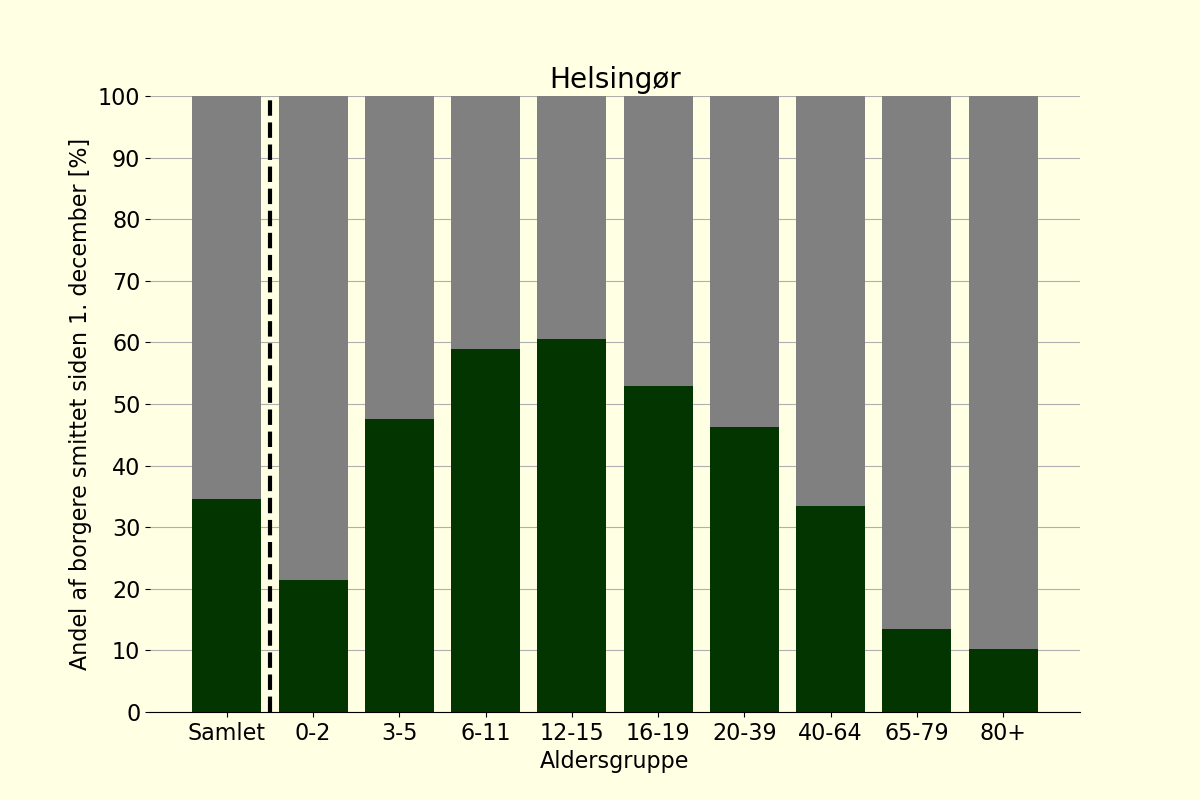 Helsingør
Andel af borgere smittet siden 1. december [%]
100
90
80
70
60
50
40
30
20
10
0
Samlet 0-2 3-5 6-11 12-15 16-19 20-39 40-64 65-79 80+
Aldersgruppe